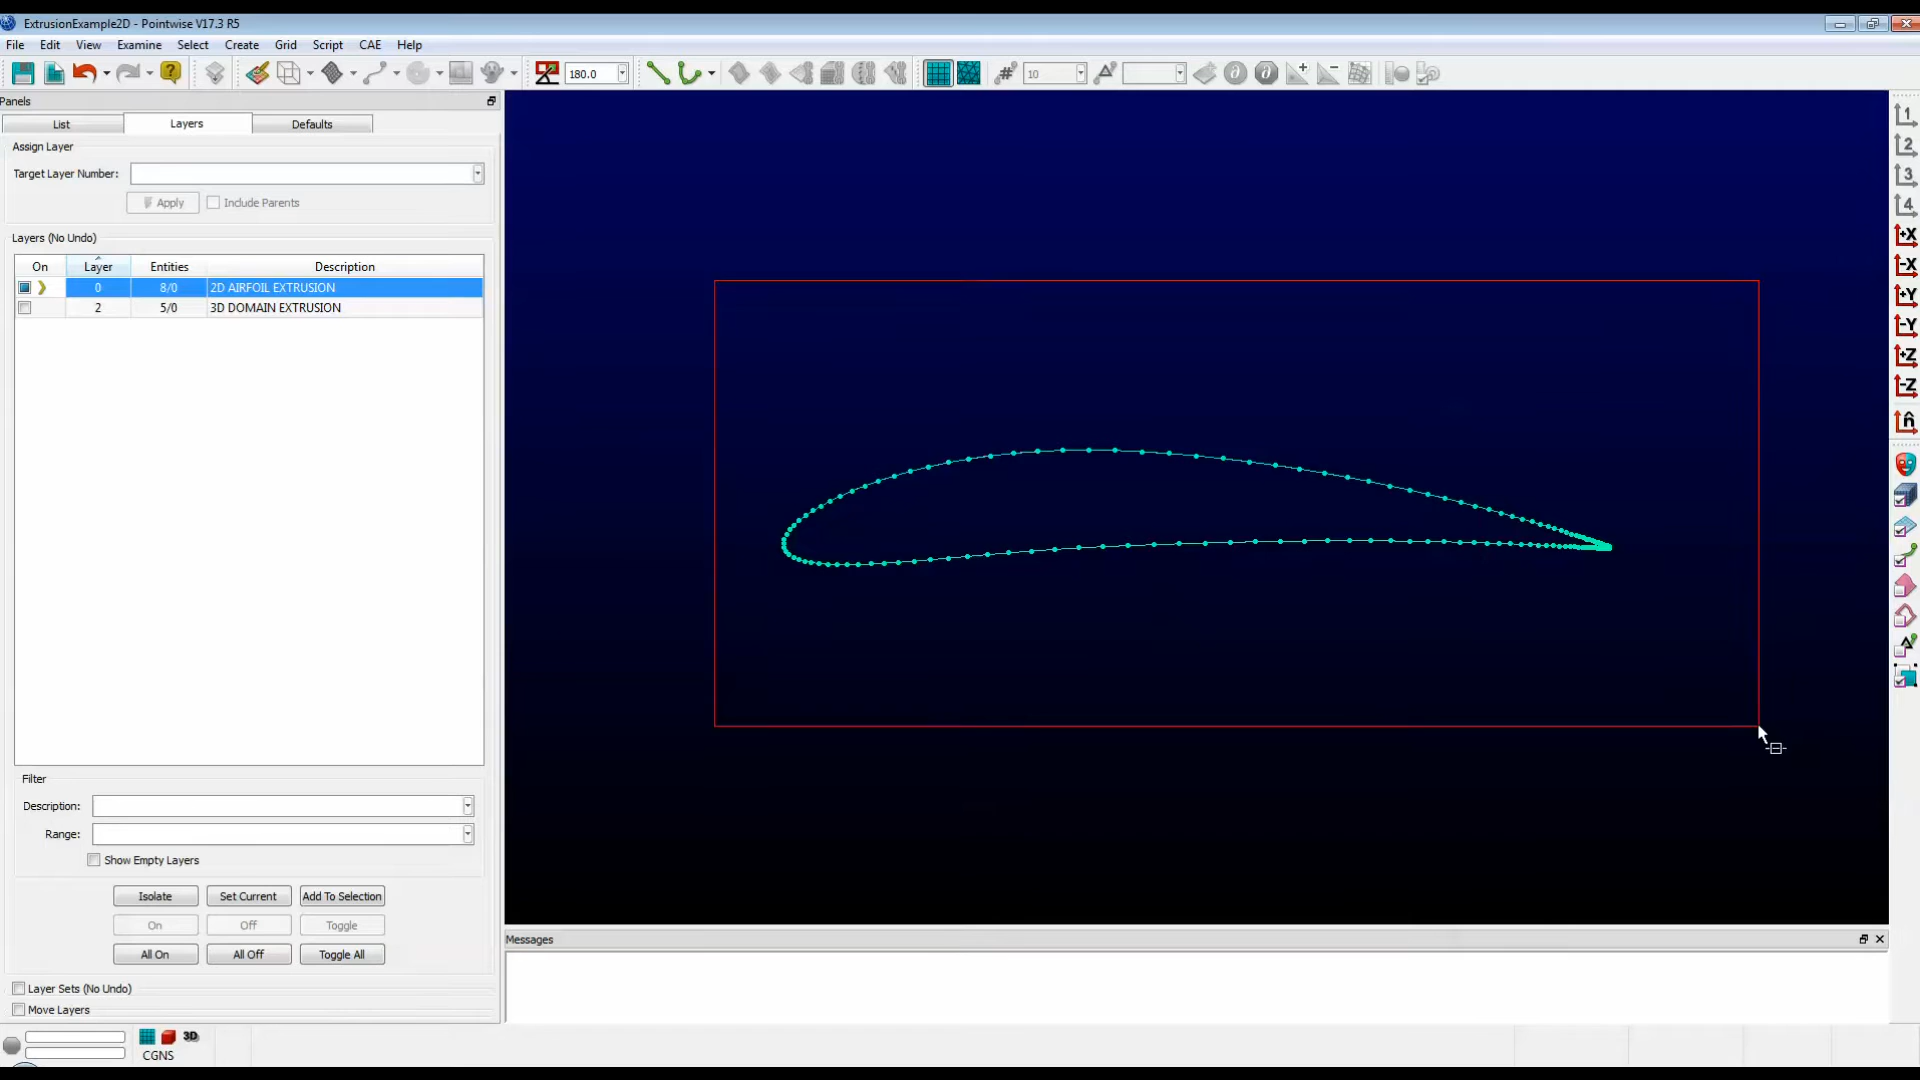 ExtrusionExample2D - Pointwise V17.3 R5
File Edit View Examine Select Create Grid Script CAE Help
180.0 10
Panels
List Layers Defaults
Assign Layer
Target Layer Number:
Apply Include Parents
Layers (No Undo)
On Layer Entities Description
0 8/0 2D AIRFOIL EXTRUSION
2 5/0 3D DOMAIN EXTRUSION
Filter
Description:
Range:
Show Empty Layers
Isolate Set Current Add To Selection
On Off Toggle
All On All Off Toggle All
Layer Sets (No Undo)
Move Layers
Messages
3D
CGNS
1
2
3
4
+X
-X
+Y
-Y
+Z
-Z
n̂